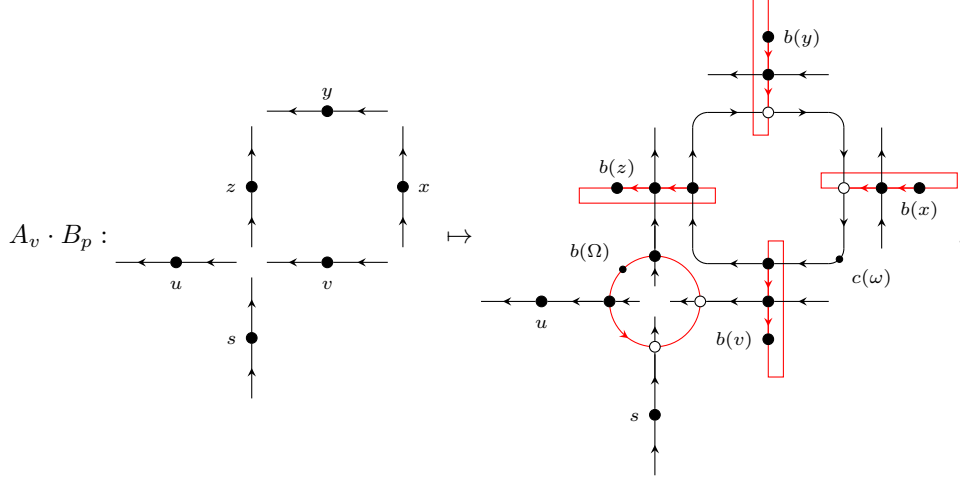 b(y)
y
b(z)
z
x
b(x)
A_v · B_p :
↦
b(Ω)
c(ω)
.
u
v
u
b(v)
s
s